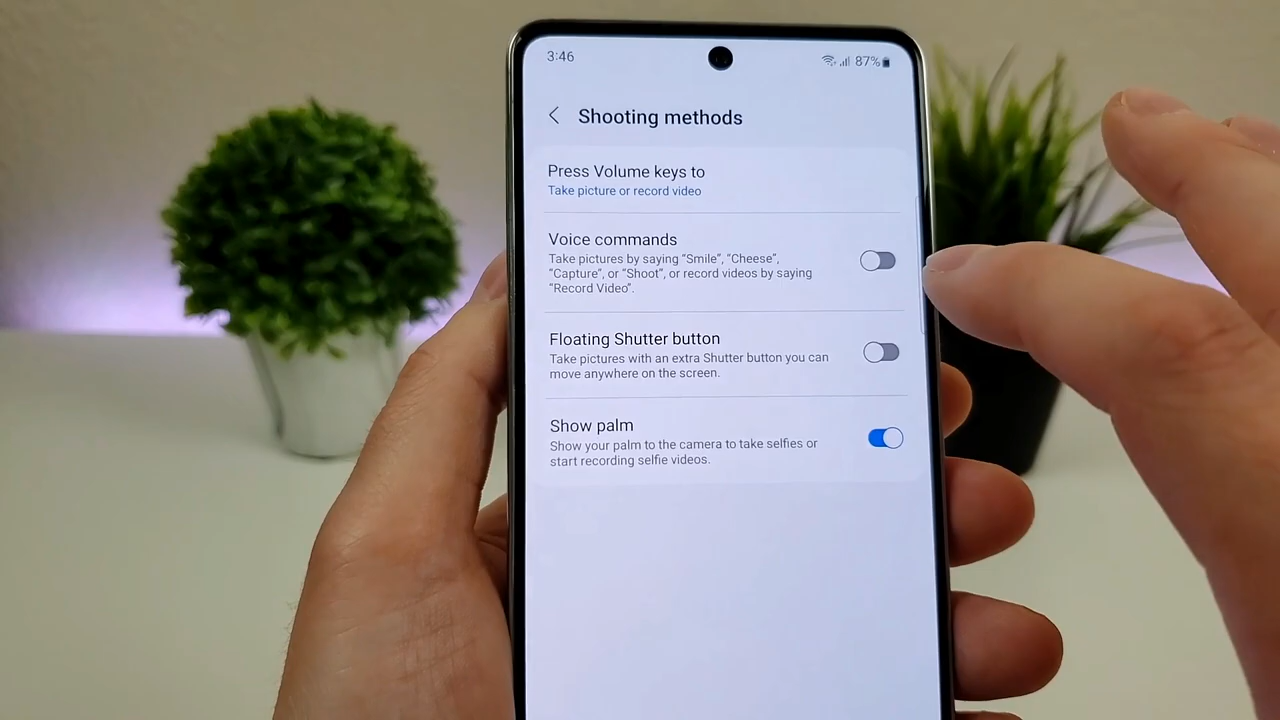 3:46
87%
Shooting methods
Press Volume keys to
Take picture or record video
Voice commands
Take pictures by saying “Smile”, “Cheese”,
“Capture”, or “Shoot”, or record videos by saying
“Record Video”.
Floating Shutter button
Take pictures with an extra Shutter button you can
move anywhere on the screen.
Show palm
Show your palm to the camera to take selfies or
start recording selfie videos.